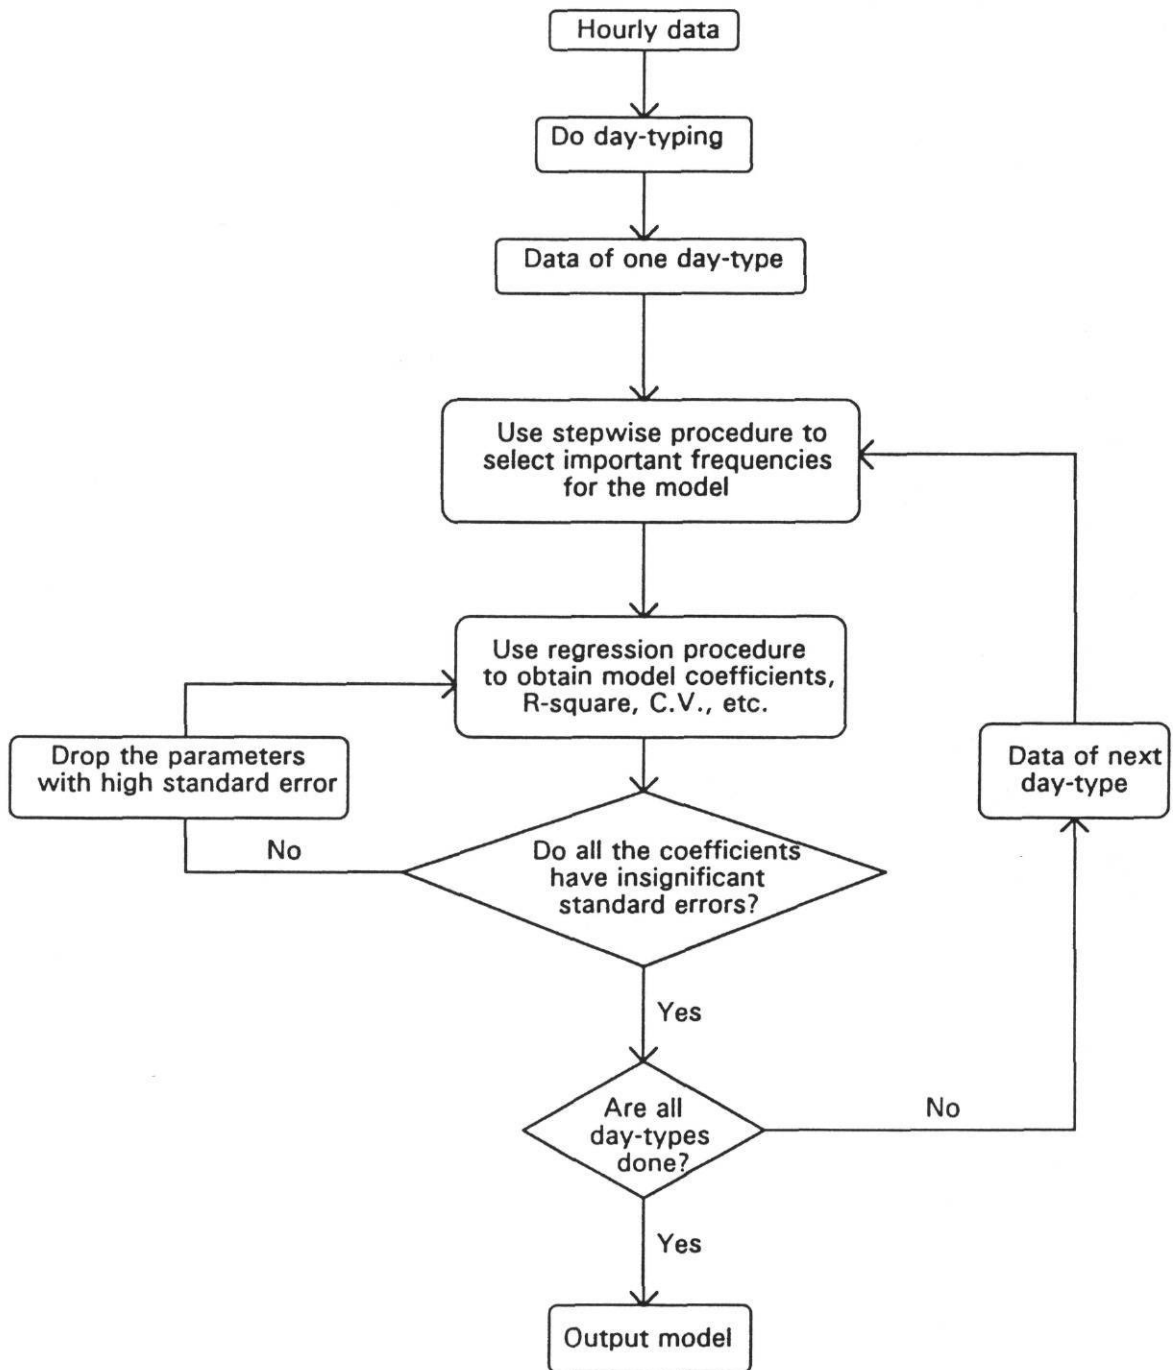 Hourly data
Do day-typing
Data of one day-type
Use stepwise procedure to
select important frequencies
for the model
Use regression procedure
to obtain model coefficients,
R-square, C.V., etc.
Drop the parameters
with high standard error
Data of next
day-type
No
Do all the coefficients
have insignificant
standard errors?
Yes
Are all
day-types
done?
No
Yes
Output model